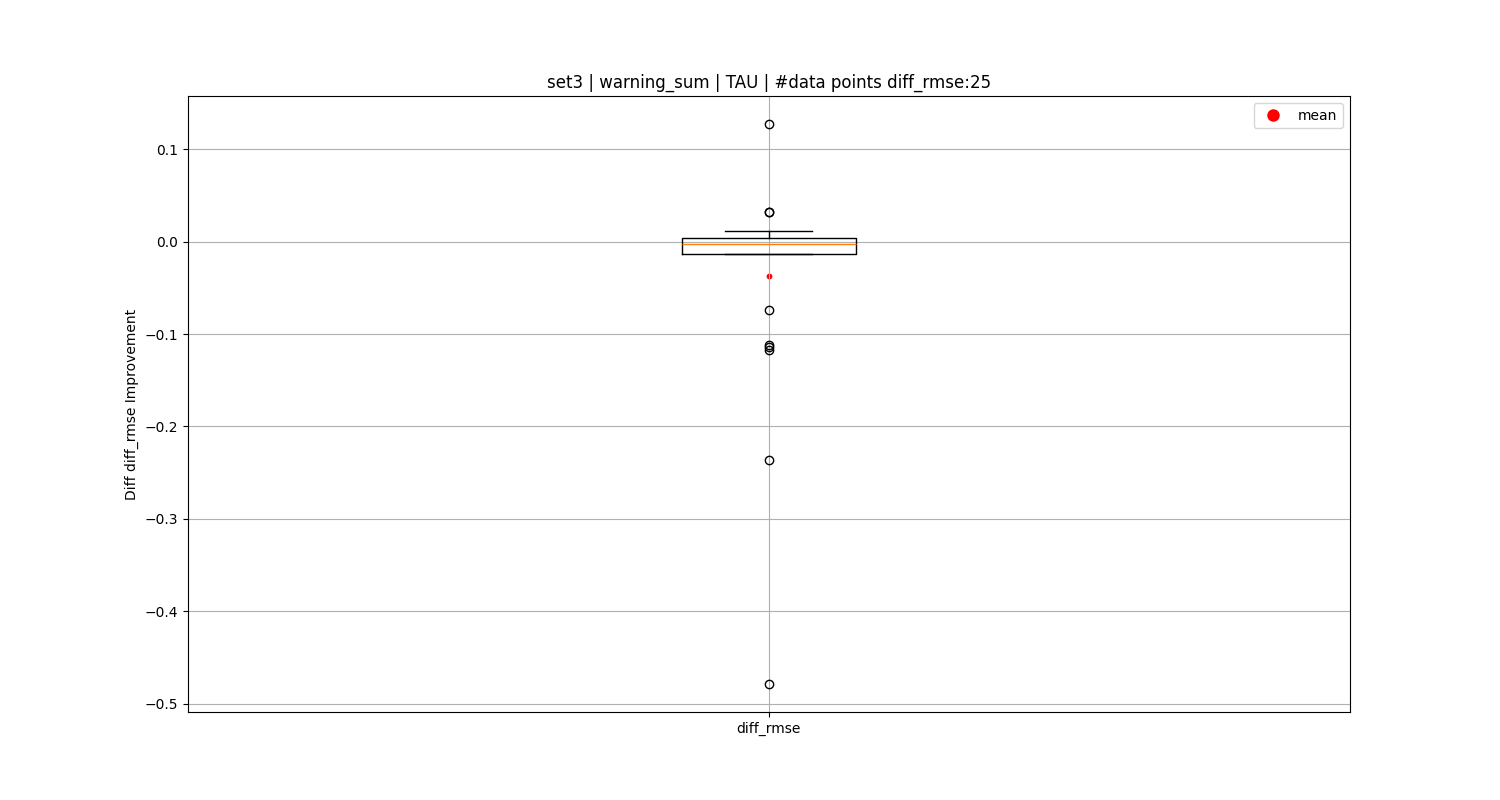 set3 | warning_sum | TAU | #data points diff_rmse:25
mean
0.1
0.0
−0.1
−0.2
−0.3
−0.4
−0.5
Diff diff_rmse Improvement
diff_rmse